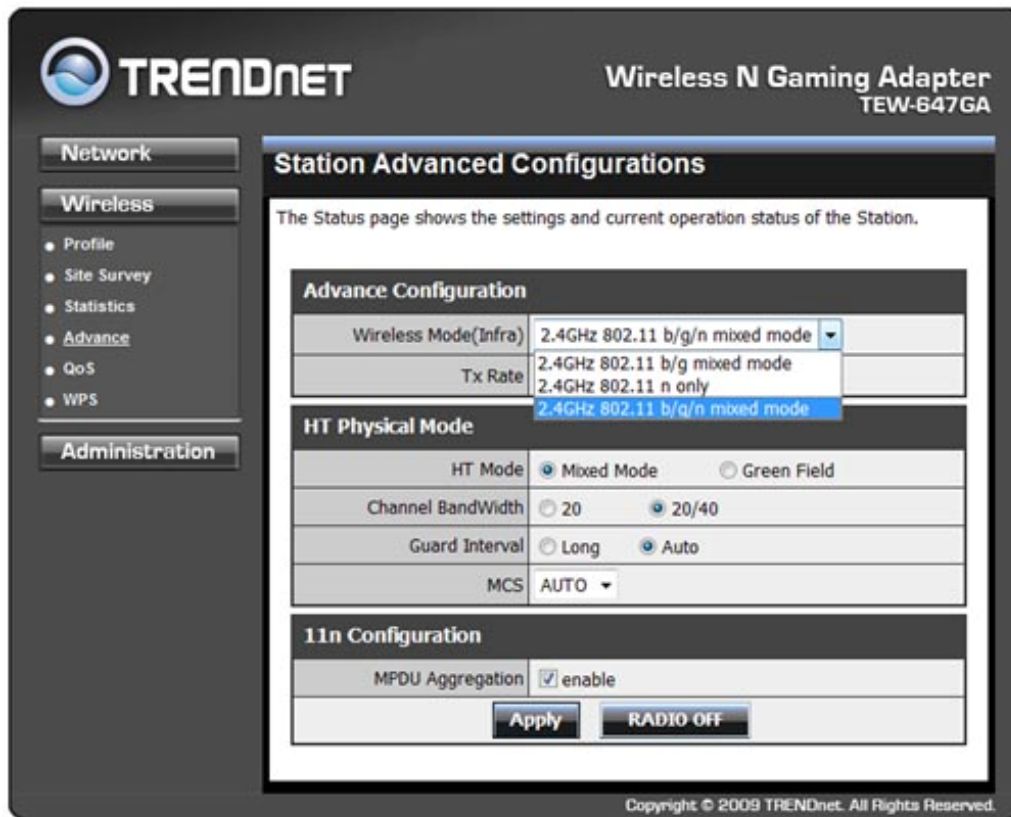 TRENDNET
Wireless N Gaming Adapter
TEW-647GA
Network
Wireless
Profile
Site Survey
Statistics
Advance
QoS
WPS
Administration
Station Advanced Configurations
The Status page shows the settings and current operation status of the Station.
Advance Configuration
Wireless Mode(Infra) 2.4GHz 802.11 b/g/n mixed mode
2.4GHz 802.11 b/g mixed mode
Tx Rate
2.4GHz 802.11 n only
2.4GHz 802.11 b/g/n mixed mode
HT Physical Mode
HT Mode Mixed Mode Green Field
Channel BandWidth 20 20/40
Guard Interval Long Auto
MCS AUTO
11n Configuration
MPDU Aggregation enable
Apply RADIO OFF
Copyright © 2009 TRENDnet. All Rights Reserved.